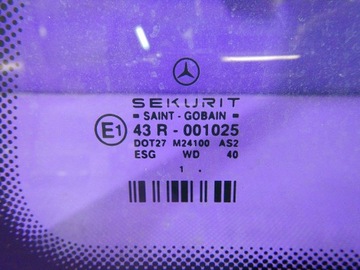 SEKURIT
SAINT - GOBAIN
E1 43 R - 001025
DOT27 M24100 AS2
ESG WD 40
1 .